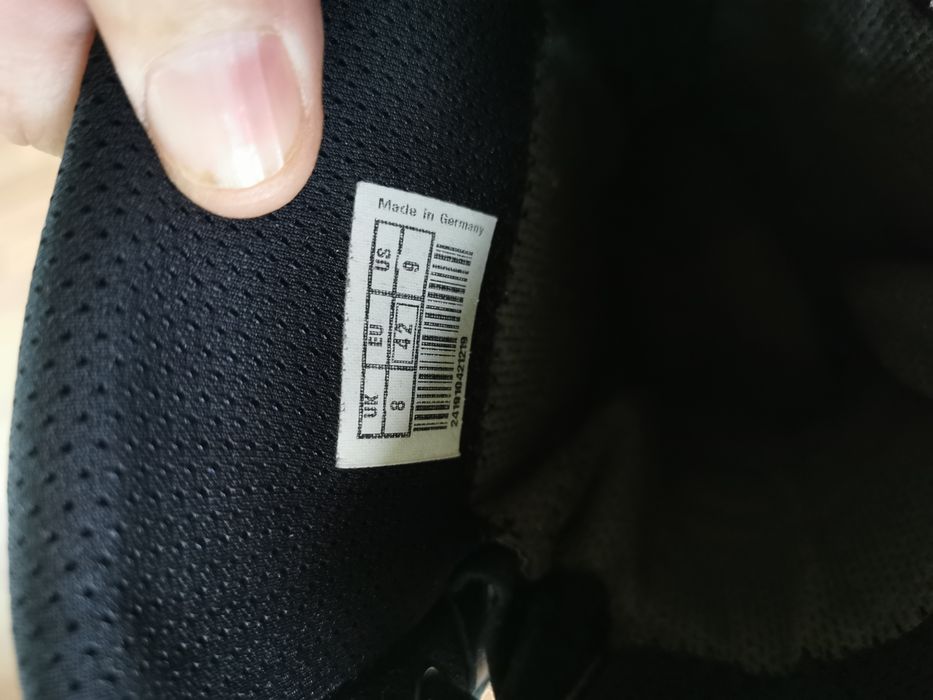 Made in Germany
UK EU US
8 42 9
241910421219